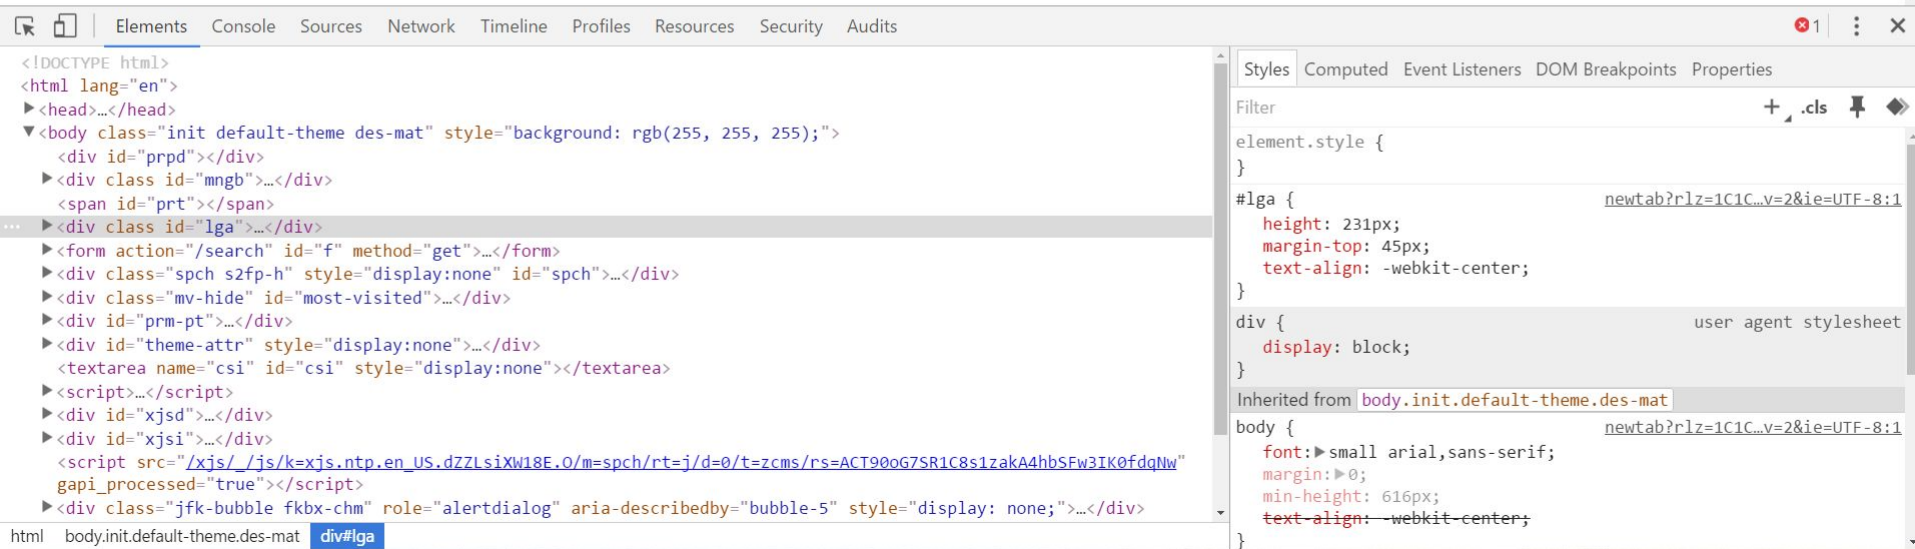 Elements Console Sources Network Timeline Profiles Resources Security Audits 1
<!DOCTYPE html>
<html lang="en">
<head>…</head>
<body class="init default-theme des-mat" style="background: rgb(255, 255, 255);">
<div id="prpd"></div>
<div class id="mngb">…</div>
<span id="prt"></span>
<div class id="lga">…</div>
<form action="/search" id="f" method="get">…</form>
<div class="spch s2fp-h" style="display:none" id="spch">…</div>
<div class="mv-hide" id="most-visited">…</div>
<div id="prm-pt">…</div>
<div id="theme-attr" style="display:none">…</div>
<textarea name="csi" id="csi" style="display:none"></textarea>
<script>…</script>
<div id="xjsd">…</div>
<div id="xjsi">…</div>
<script src="/xjs/_/js/k=xjs.ntp.en_US.dZZLsiXW18E.O/m=spch/rt=j/d=0/t=zcms/rs=ACT90oG7SR1C8s1zakA4hbSFw3IK0fdqNw"
gapi_processed="true"></script>
<div class="jfk-bubble fkbx-chm" role="alertdialog" aria-describedby="bubble-5" style="display: none;">…</div>
html body.init.default-theme.des-mat div#lga
Styles Computed Event Listeners DOM Breakpoints Properties
Filter + .cls
element.style {
}
#lga { newtab?rlz=1C1C…v=2&ie=UTF-8:1
height: 231px;
margin-top: 45px;
text-align: -webkit-center;
}
div { user agent stylesheet
display: block;
}
Inherited from body.init.default-theme.des-mat
body { newtab?rlz=1C1C…v=2&ie=UTF-8:1
font: small arial,sans-serif;
margin: 0;
min-height: 616px;
text-align: -webkit-center;
}